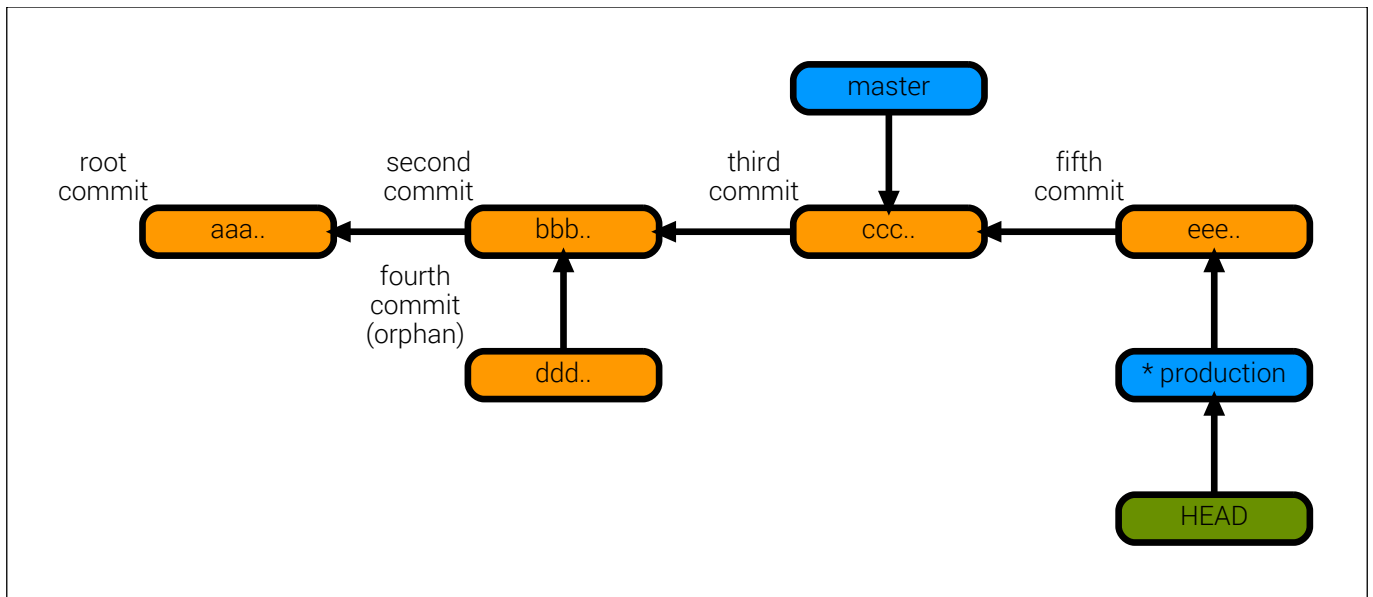 master
root
commit
second
commit
third
commit
fifth
commit
aaa..
bbb..
ccc..
eee..
fourth
commit
(orphan)
ddd..
* production
HEAD